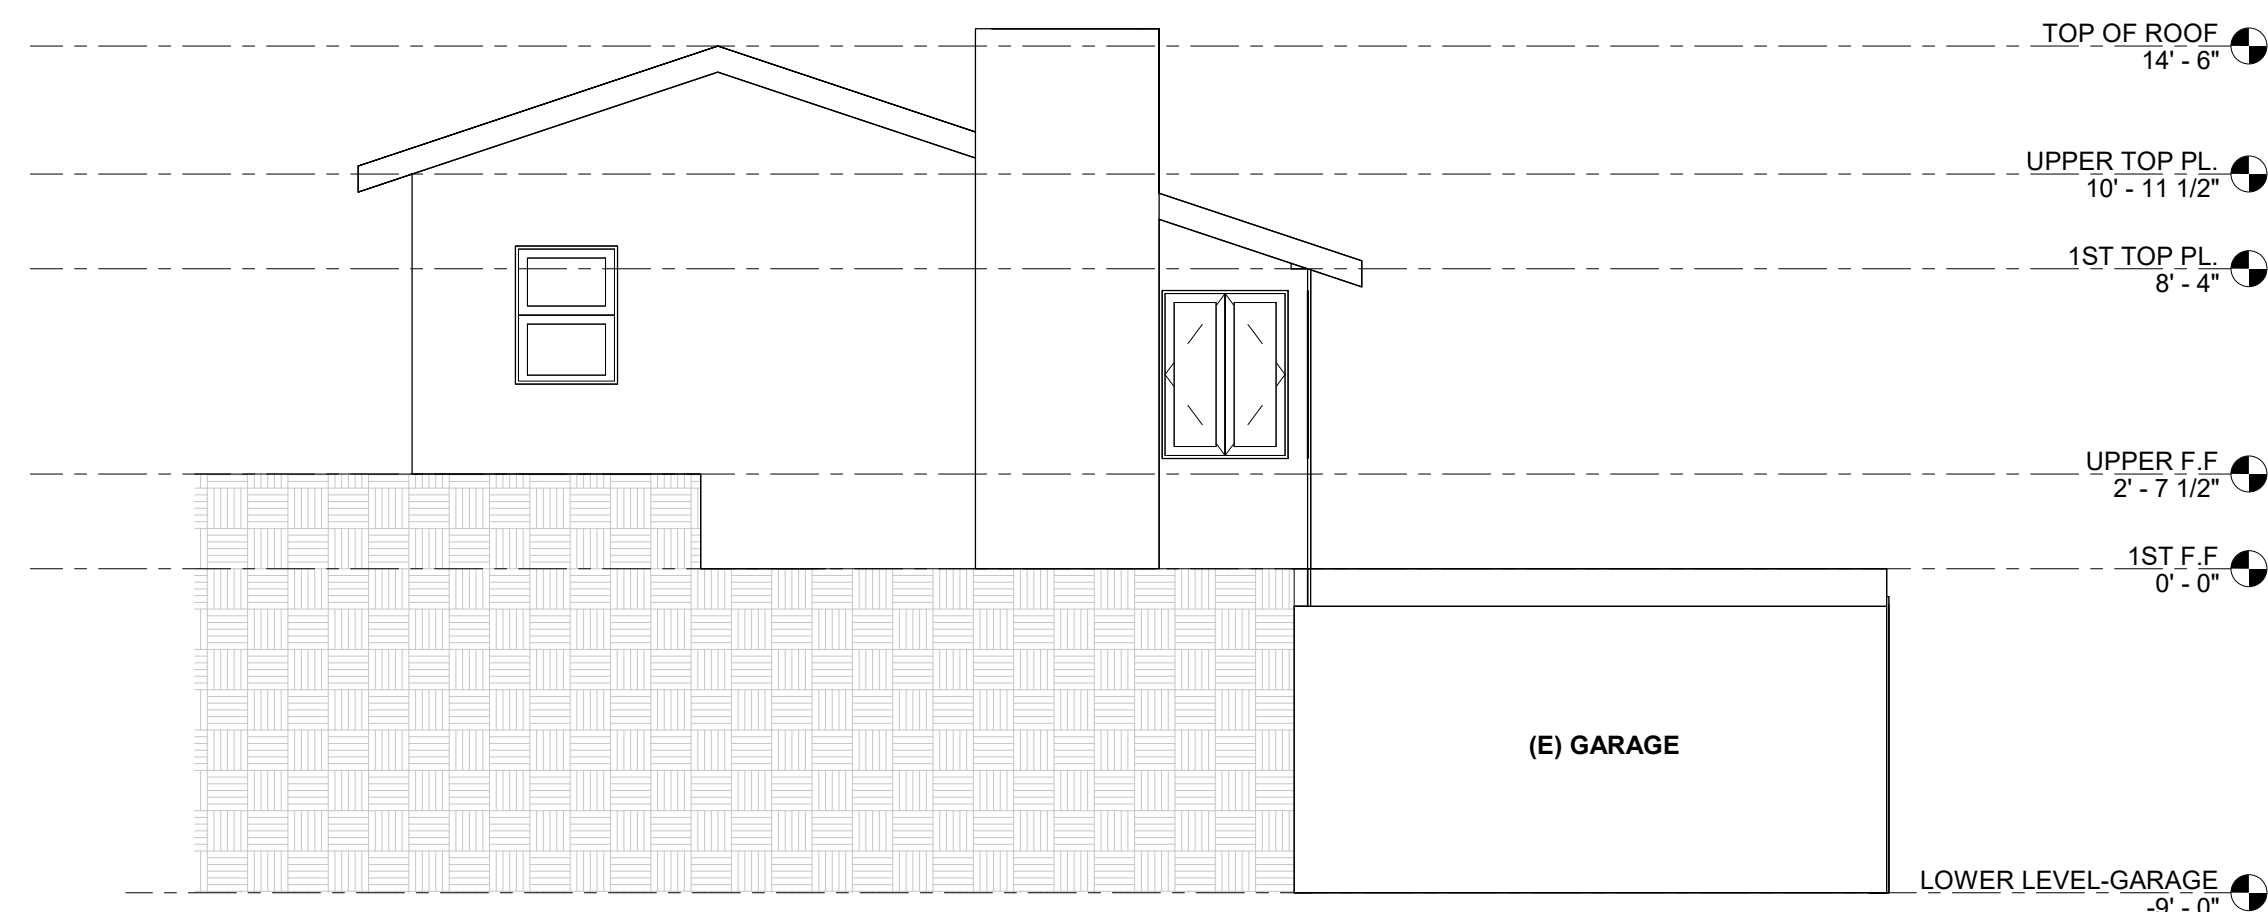 TOP OF ROOF
14' - 6"
UPPER TOP PL.
10' - 11 1/2"
1ST TOP PL.
8' - 4"
UPPER F.F
2' - 7 1/2"
1ST F.F
0' - 0"
(E) GARAGE
LOWER LEVEL-GARAGE
-9' - 0"